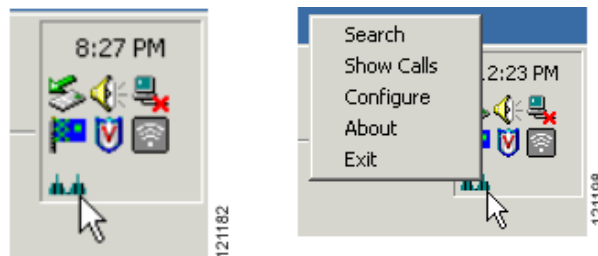 8:27 PM
121182
Search
Show Calls
Configure
About
Exit
2:23 PM
121198